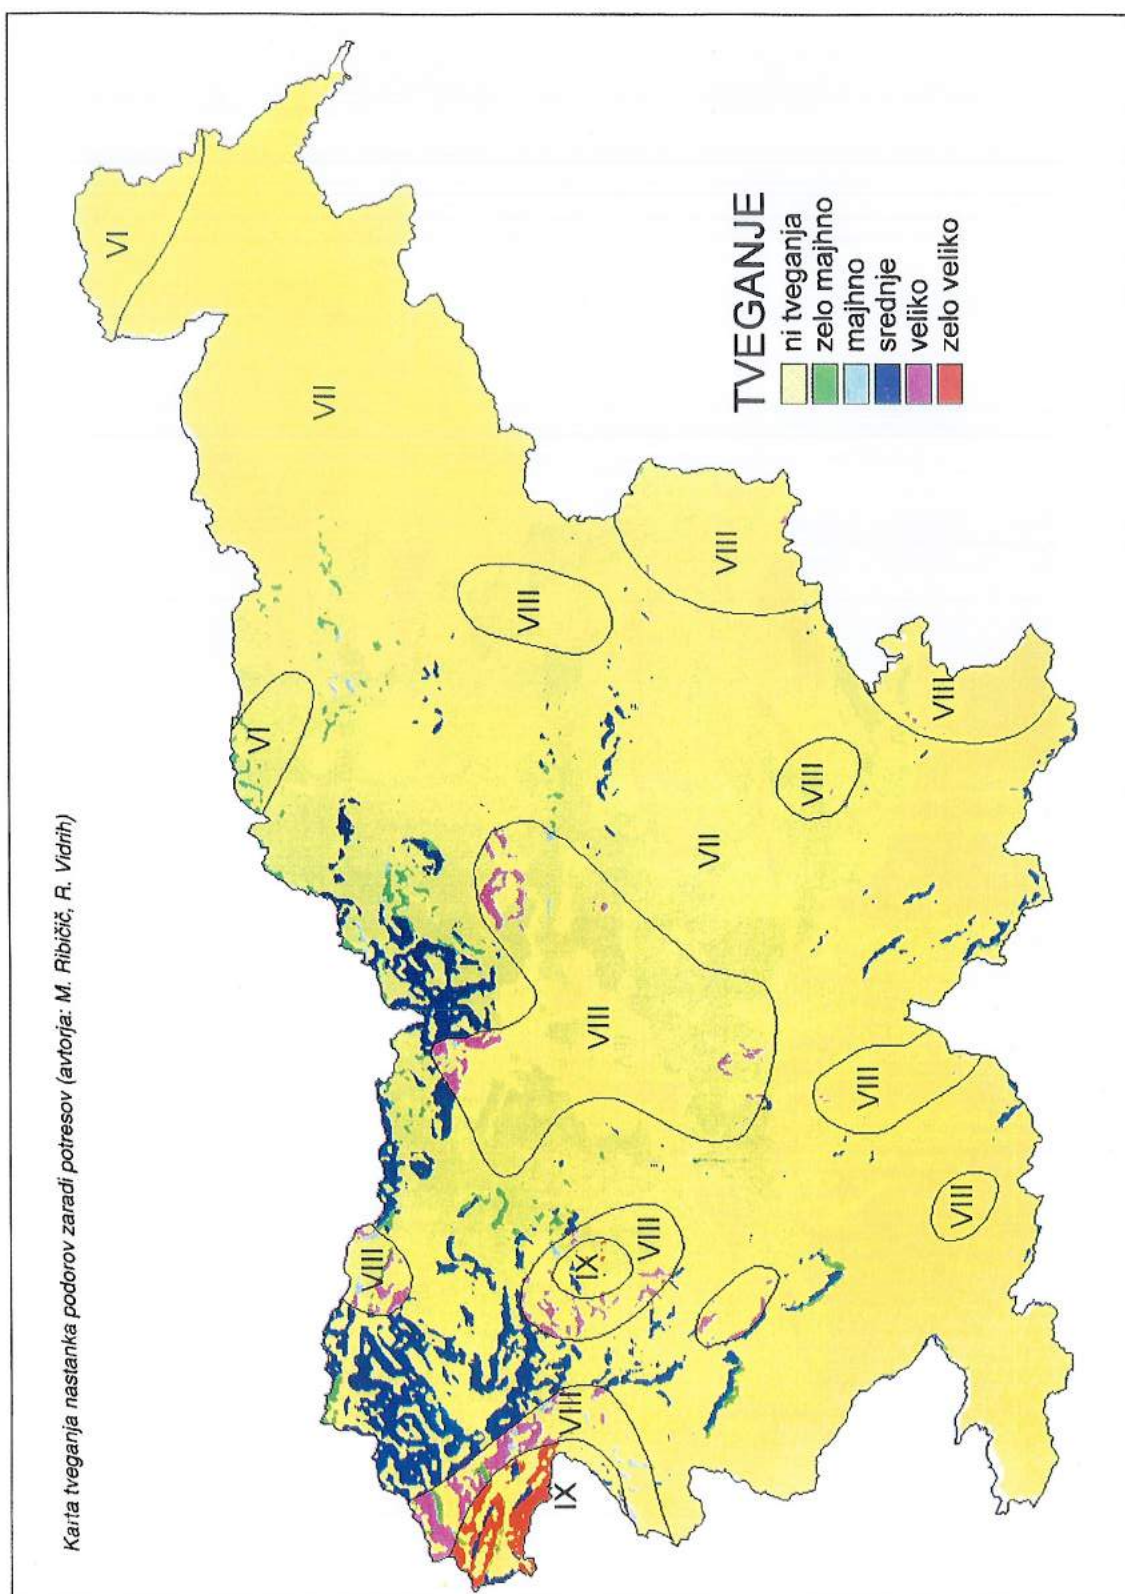 Karta tveganja nastanka podorov zaradi potresov (avtorja: M. Ribičič, R. Vidrih)
VI
VI
VII
VIII
VIII
VIII
VIII
VIII
VII
VIII
VIII
VIII
VIII
VIII
IX
VIII
IX
TVEGANJE
ni tveganja
zelo majhno
majhno
srednje
veliko
zelo veliko